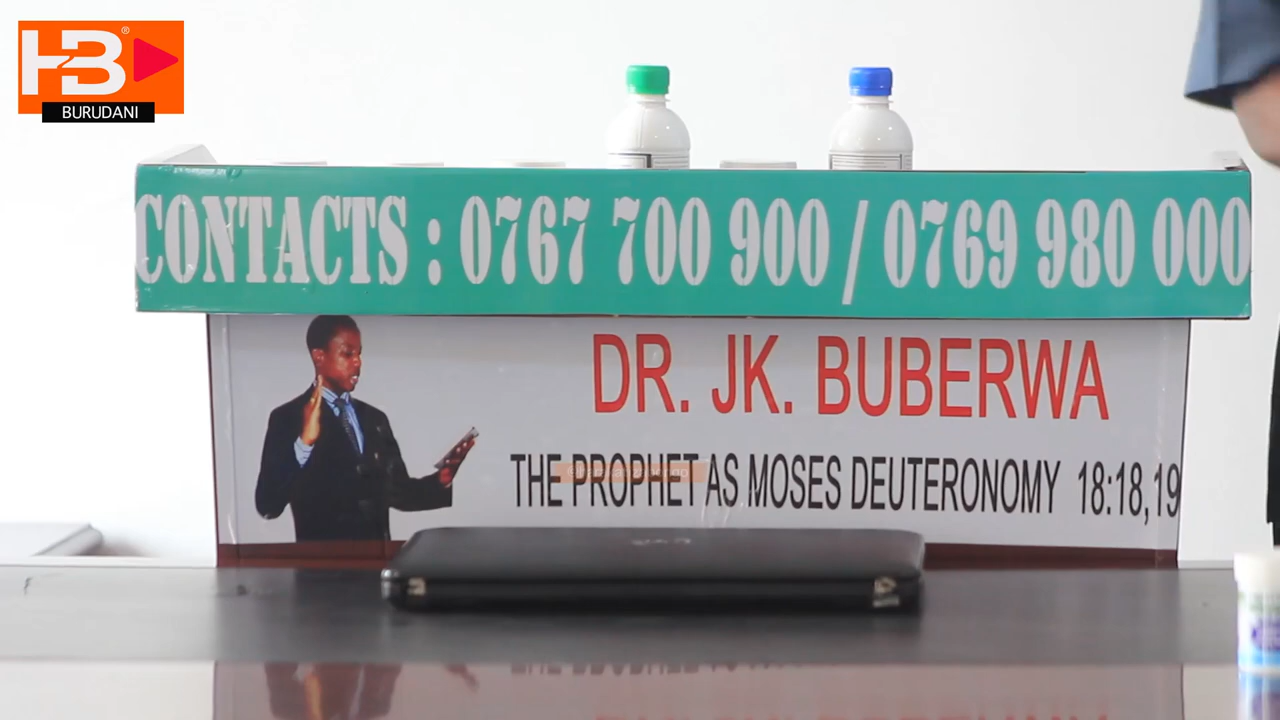 HB®
BURUDANI
CONTACTS : 0767 700 900 / 0769 980 000
DR. JK. BUBERWA
THE PROPHET AS MOSES DEUTERONOMY 18:18,19